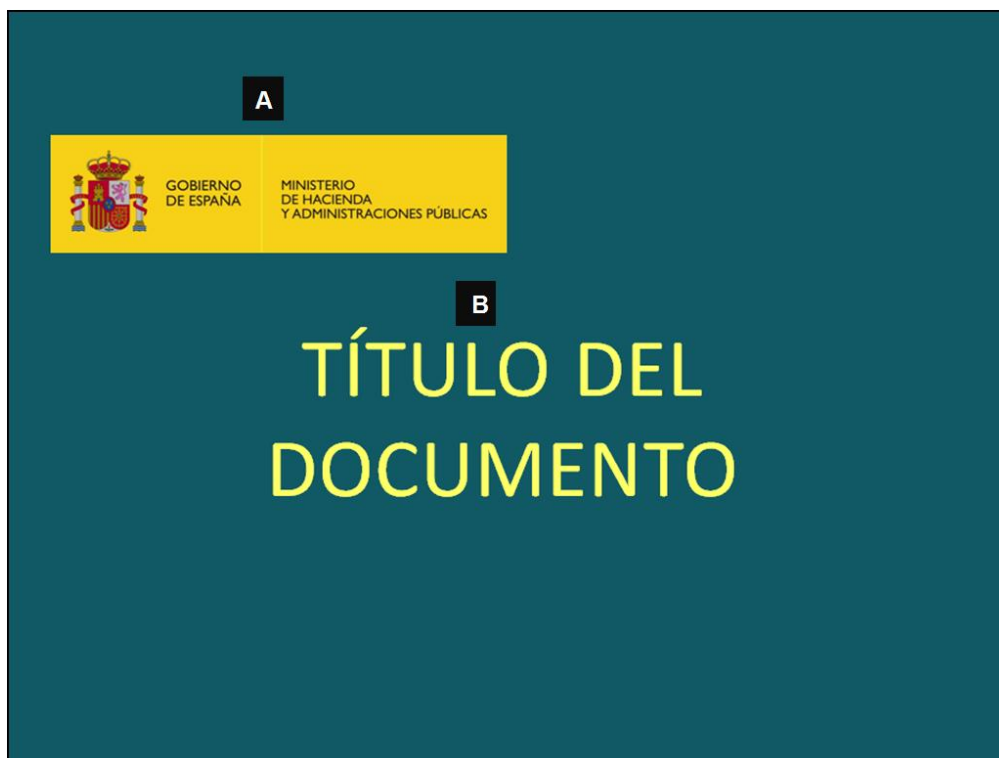 A
GOBIERNO
DE ESPAÑA
MINISTERIO
DE HACIENDA
Y ADMINISTRACIONES PÚBLICAS
B
TÍTULO DEL
DOCUMENTO